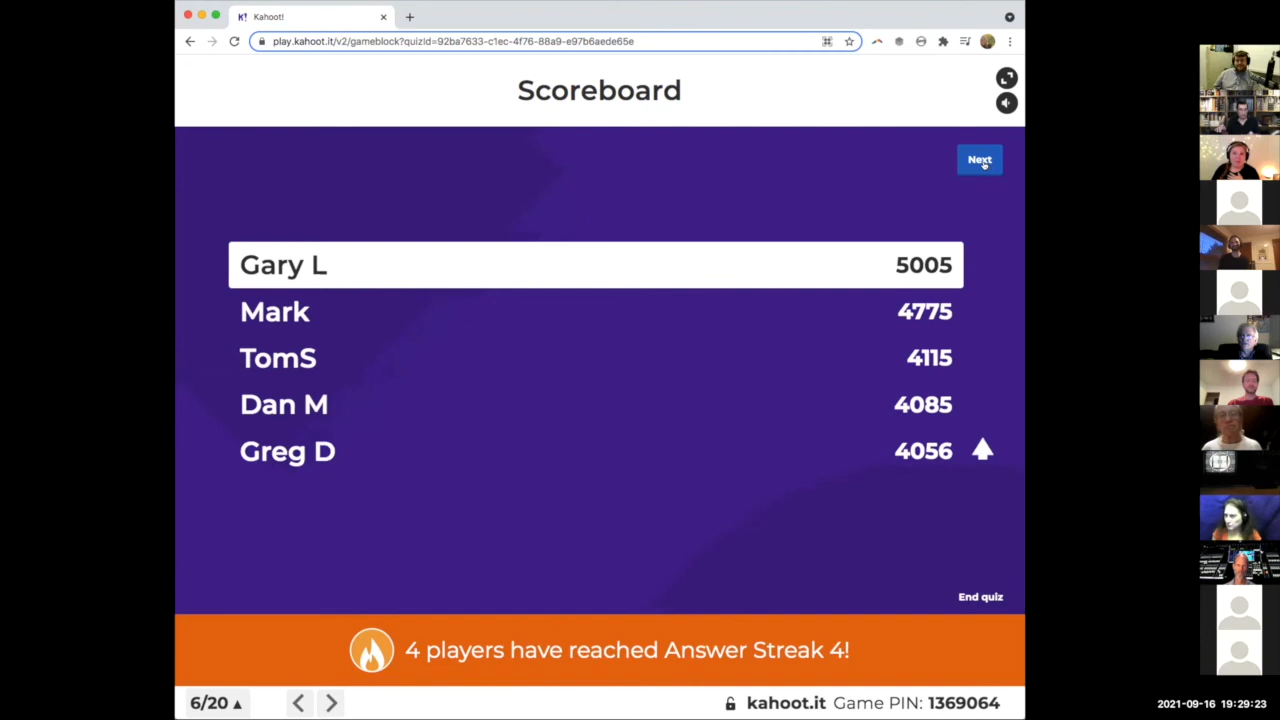 K! Kahoot!
play.kahoot.it/v2/gameblock?quizId=92ba7633-c1ec-4f76-88a9-e97b6aede65e
Scoreboard
Next
Gary L 5005
Mark 4775
TomS 4115
Dan M 4085
Greg D 4056
End quiz
4 players have reached Answer Streak 4!
6/20
kahoot.it Game PIN: 1369064
2021-09-16 19:29:23